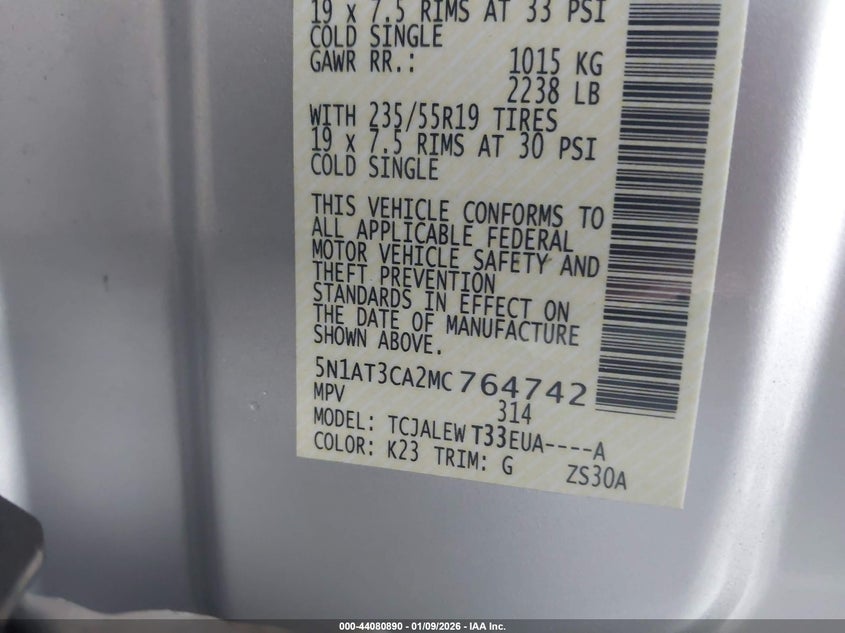 19 x 7.5 RIMS AT 33 PSI
COLD SINGLE
GAWR RR.: 1015 KG
2238 LB
WITH 235/55R19 TIRES
19 x 7.5 RIMS AT 30 PSI
COLD SINGLE
THIS VEHICLE CONFORMS TO
ALL APPLICABLE FEDERAL
MOTOR VEHICLE SAFETY AND
THEFT PREVENTION
STANDARDS IN EFFECT ON
THE DATE OF MANUFACTURE
SHOWN ABOVE.
5N1AT3CA2MC764742
MPV 314
MODEL: TCJALEWT33EUA----A
COLOR: K23 TRIM: G ZS30A
000-44080890 - 01/09/2026 - IAA Inc.